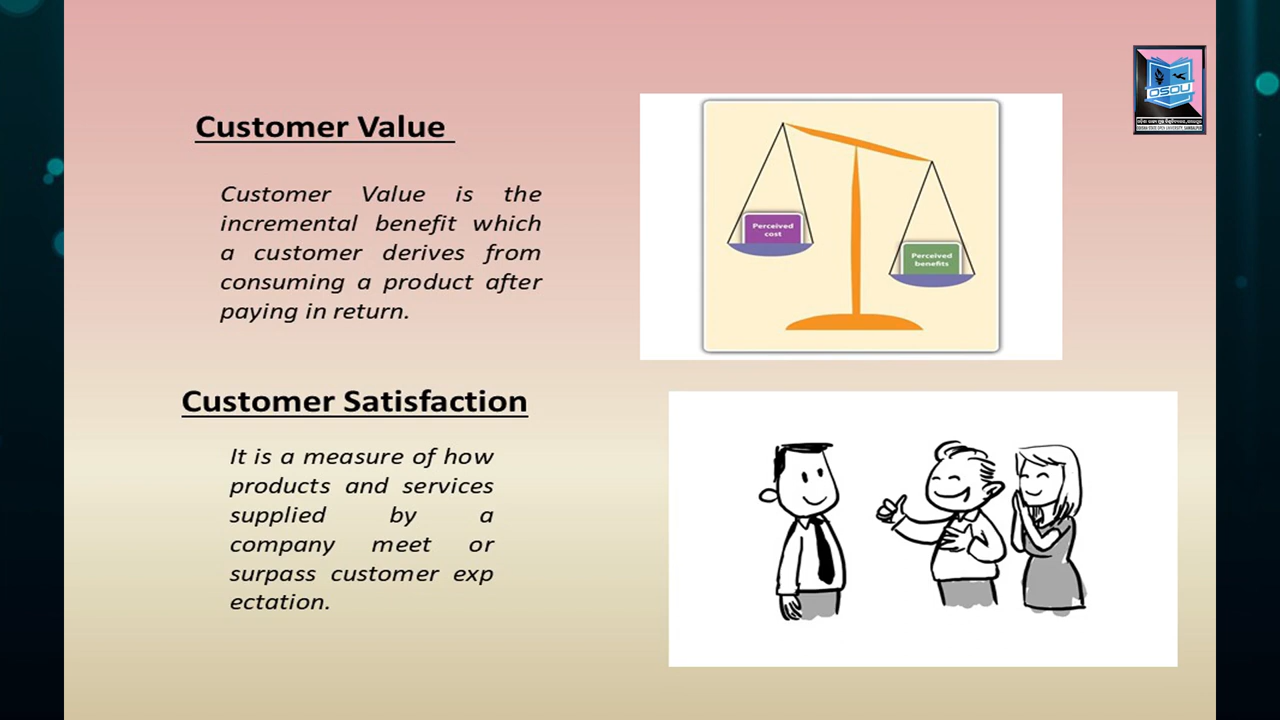 Customer Value
Customer Value is the
incremental benefit which
a customer derives from
consuming a product after
paying in return.
Perceived
cost
Perceived
benefits
Customer Satisfaction
It is a measure of how
products and services
supplied by a
company meet or
surpass customer exp
ectation.
OSOU